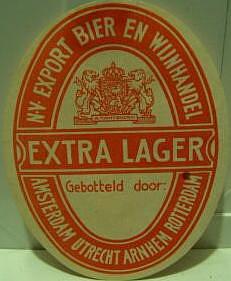 N.V. EXPORT BIER EN WIJNHANDEL
EXTRA LAGER
Gebotteld door:
AMSTERDAM UTRECHT ARNHEM ROTTERDAM